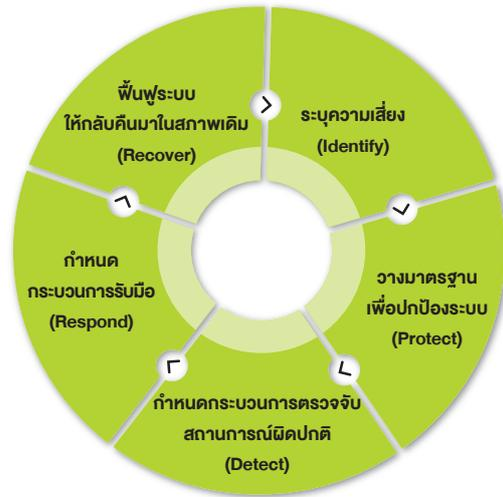 ระบุความเสี่ยง
(Identify)
วางมาตรฐาน
เพื่อปกป้องระบบ
(Protect)
กำหนดกระบวนการตรวจจับ
สถานการณ์ผิดปกติ
(Detect)
กำหนด
กระบวนการรับมือ
(Respond)
ฟื้นฟูระบบ
ให้กลับคืนมาในสภาพเดิม
(Recover)